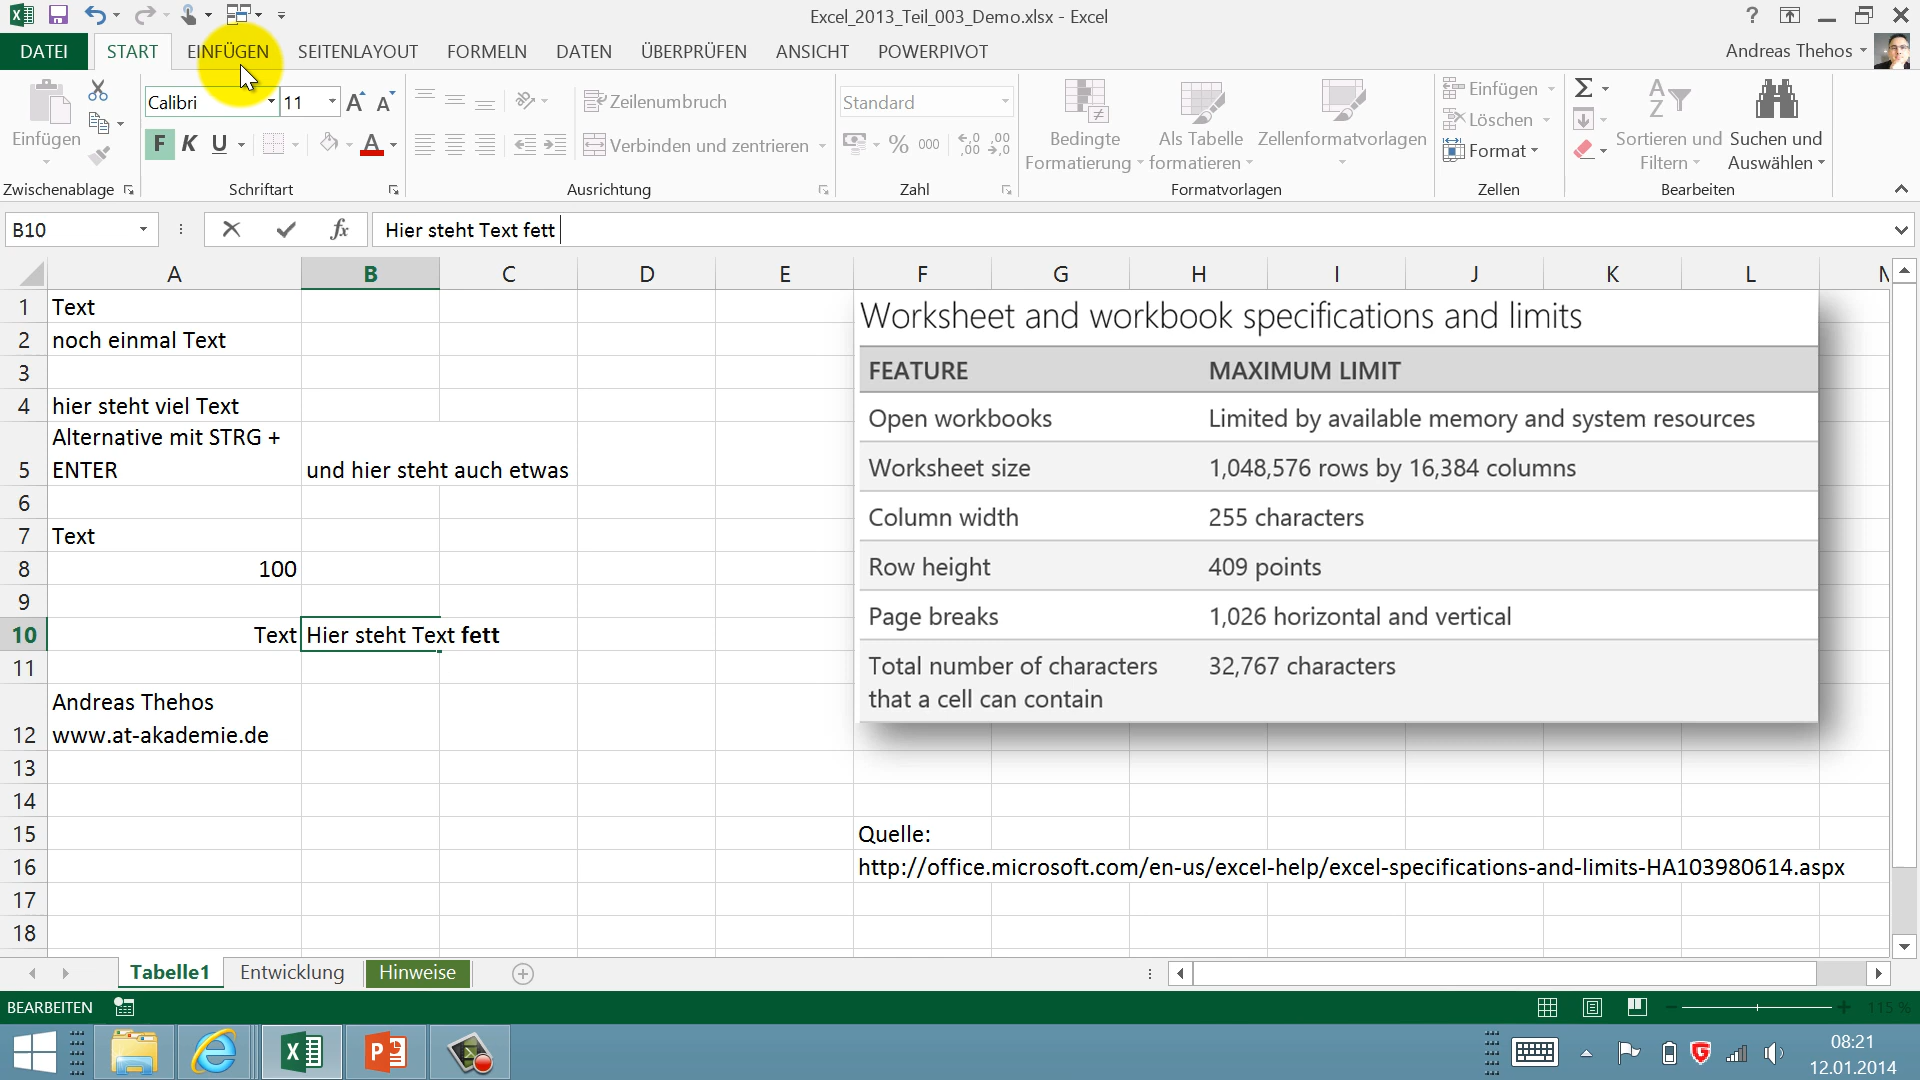 Excel_2013_Teil_003_Demo.xlsx - Excel
DATEI START EINFÜGEN SEITENLAYOUT FORMELN DATEN ÜBERPRÜFEN ANSICHT POWERPIVOT Andreas Thehos
Calibri 11 Zeilenumbruch Standard Einfügen
Einfügen Bedingte Formatierung Als Tabelle formatieren Zellenformatvorlagen Löschen Sortieren und Filtern Suchen und Auswählen
F K U Verbinden und zentrieren % 000 Format
Zwischenablage Schriftart Ausrichtung Zahl Formatvorlagen Zellen Bearbeiten
B10 fx Hier steht Text fett
A B C D E F G H I J K L
1 Text
2 noch einmal Text
3
4 hier steht viel Text
Alternative mit STRG +
5 ENTER und hier steht auch etwas
6
7 Text
8 100
9
10 Text Hier steht Text fett
11
Andreas Thehos
12 www.at-akademie.de
13
14
15
16
17
18
Worksheet and workbook specifications and limits
FEATURE MAXIMUM LIMIT
Open workbooks Limited by available memory and system resources
Worksheet size 1,048,576 rows by 16,384 columns
Column width 255 characters
Row height 409 points
Page breaks 1,026 horizontal and vertical
Total number of characters 32,767 characters
that a cell can contain
Quelle:
http://office.microsoft.com/en-us/excel-help/excel-specifications-and-limits-HA103980614.aspx
Tabelle1 Entwicklung Hinweise
BEARBEITEN 115 %
08:21
12.01.2014